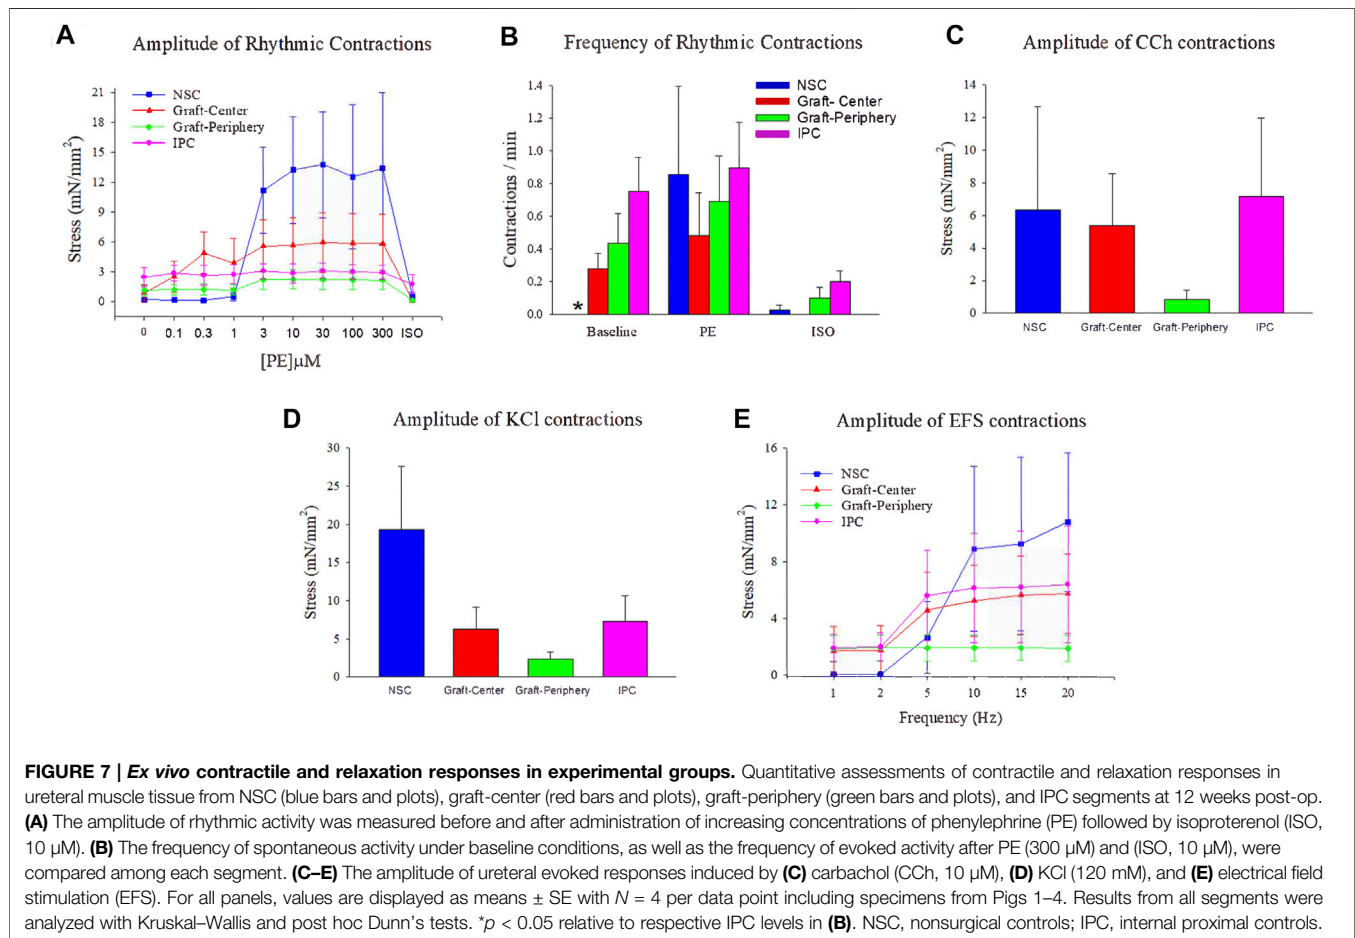 A
Amplitude of Rhythmic Contractions
NSC
Graft-Center
Graft-Periphery
IPC
Stress (mN/mm²)
21
18
15
12
9
6
3
0
0 0.1 0.3 1 3 10 30 100 300 ISO
[PE]µM
B
Frequency of Rhythmic Contractions
NSC
Graft- Center
Graft-Periphery
IPC
Contractions / min
1.4
1.2
1.0
0.8
0.6
0.4
0.2
0.0
*
Baseline PE ISO
C
Amplitude of CCh contractions
Stress (mN/mm²)
14
12
10
8
6
4
2
0
NSC Graft-Center Graft-Periphery IPC
D
Amplitude of KCl contractions
Stress (mN/mm²)
30
25
20
15
10
5
0
NSC Graft-Center Graft-Periphery IPC
E
Amplitude of EFS contractions
NSC
Graft-Center
Graft-Periphery
IPC
Stress (mN/mm²)
16
12
8
4
0
1 2 5 10 15 20
Frequency (Hz)
FIGURE 7 | Ex vivo contractile and relaxation responses in experimental groups. Quantitative assessments of contractile and relaxation responses in
ureteral muscle tissue from NSC (blue bars and plots), graft-center (red bars and plots), graft-periphery (green bars and plots), and IPC segments at 12 weeks post-op.
(A) The amplitude of rhythmic activity was measured before and after administration of increasing concentrations of phenylephrine (PE) followed by isoproterenol (ISO,
10 µM). (B) The frequency of spontaneous activity under baseline conditions, as well as the frequency of evoked activity after PE (300 µM) and (ISO, 10 µM), were
compared among each segment. (C–E) The amplitude of ureteral evoked responses induced by (C) carbachol (CCh, 10 µM), (D) KCl (120 mM), and (E) electrical field
stimulation (EFS). For all panels, values are displayed as means ± SE with N = 4 per data point including specimens from Pigs 1–4. Results from all segments were
analyzed with Kruskal–Wallis and post hoc Dunn's tests. *p < 0.05 relative to respective IPC levels in (B). NSC, nonsurgical controls; IPC, internal proximal controls.